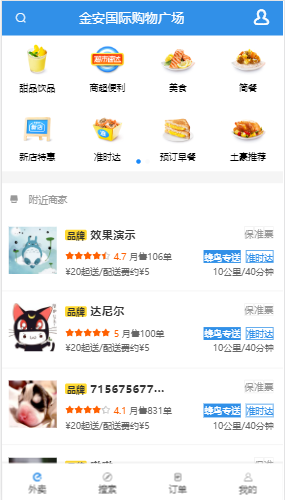 金安国际购物广场
甜品饮品 商超便利 美食 简餐
新店特惠 准时达 预订早餐 土豪推荐
附近商家
品牌 效果演示 保准票
4.7 月售106单 蜂鸟专送 准时达
¥20起送/配送费约¥5 10公里/40分钟
品牌 达尼尔 保准票
5 月售100单 蜂鸟专送 准时达
¥20起送/配送费约¥5 10公里/40分钟
品牌 715675677... 保准票
4.1 月售831单 蜂鸟专送 准时达
¥20起送/配送费约¥5 10公里/40分钟
外卖 搜索 订单 我的